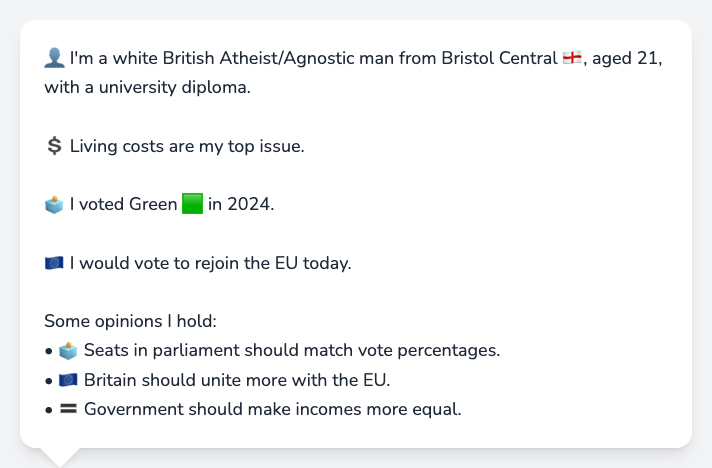 👤 I'm a white British Atheist/Agnostic man from Bristol Central 🏴󠁧󠁢󠁥󠁮󠁧󠁿, aged 21,
with a university diploma.
💲 Living costs are my top issue.
🗳️ I voted Green 🟩 in 2024.
🇪🇺 I would vote to rejoin the EU today.
Some opinions I hold:
• 🗳️ Seats in parliament should match vote percentages.
• 🇪🇺 Britain should unite more with the EU.
• 🟰 Government should make incomes more equal.